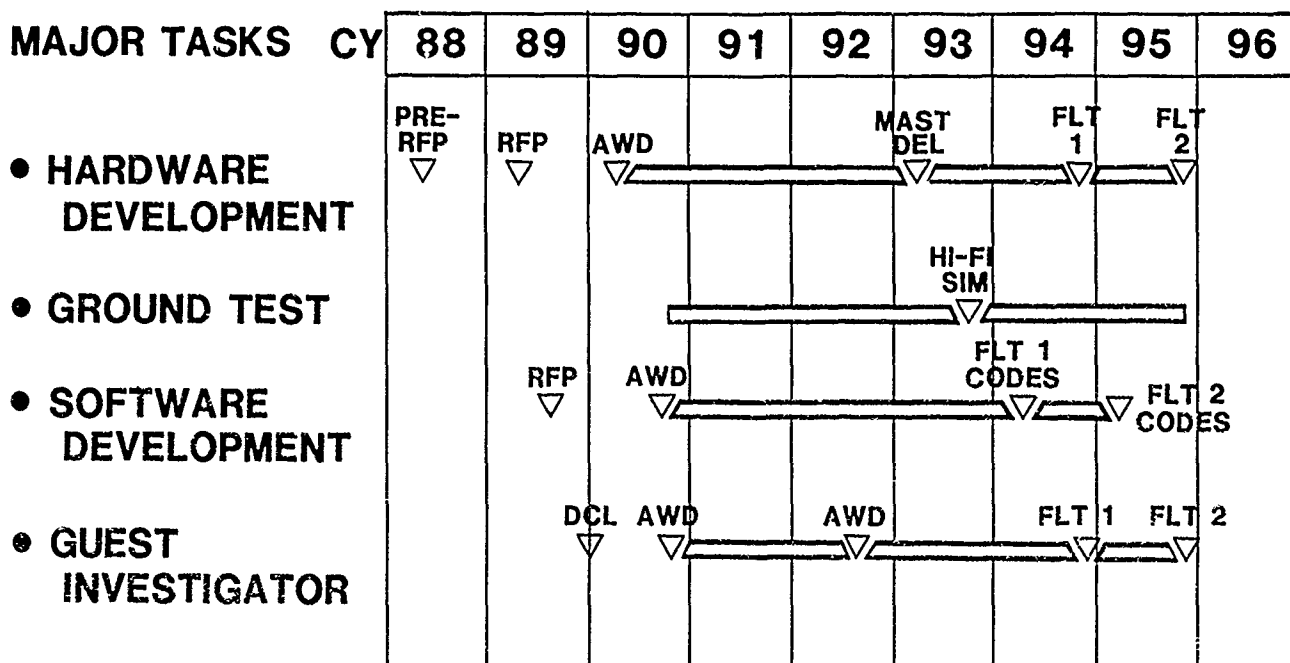 MAJOR TASKS CY 88 89 90 91 92 93 94 95 96
PRE-
RFP RFP AWD MAST
DEL FLT
1 FLT
2
• HARDWARE
DEVELOPMENT
HI-FI
SIM
• GROUND TEST
RFP AWD FLT 1
CODES FLT 2
CODES
• SOFTWARE
DEVELOPMENT
DCL AWD AWD FLT 1 FLT 2
• GUEST
INVESTIGATOR